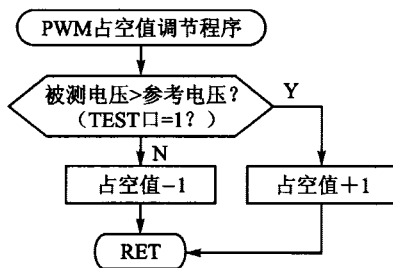 PWM占空值调节程序
被测电压>参考电压？
（TEST口=1？）
Y
N
占空值-1
占空值+1
RET